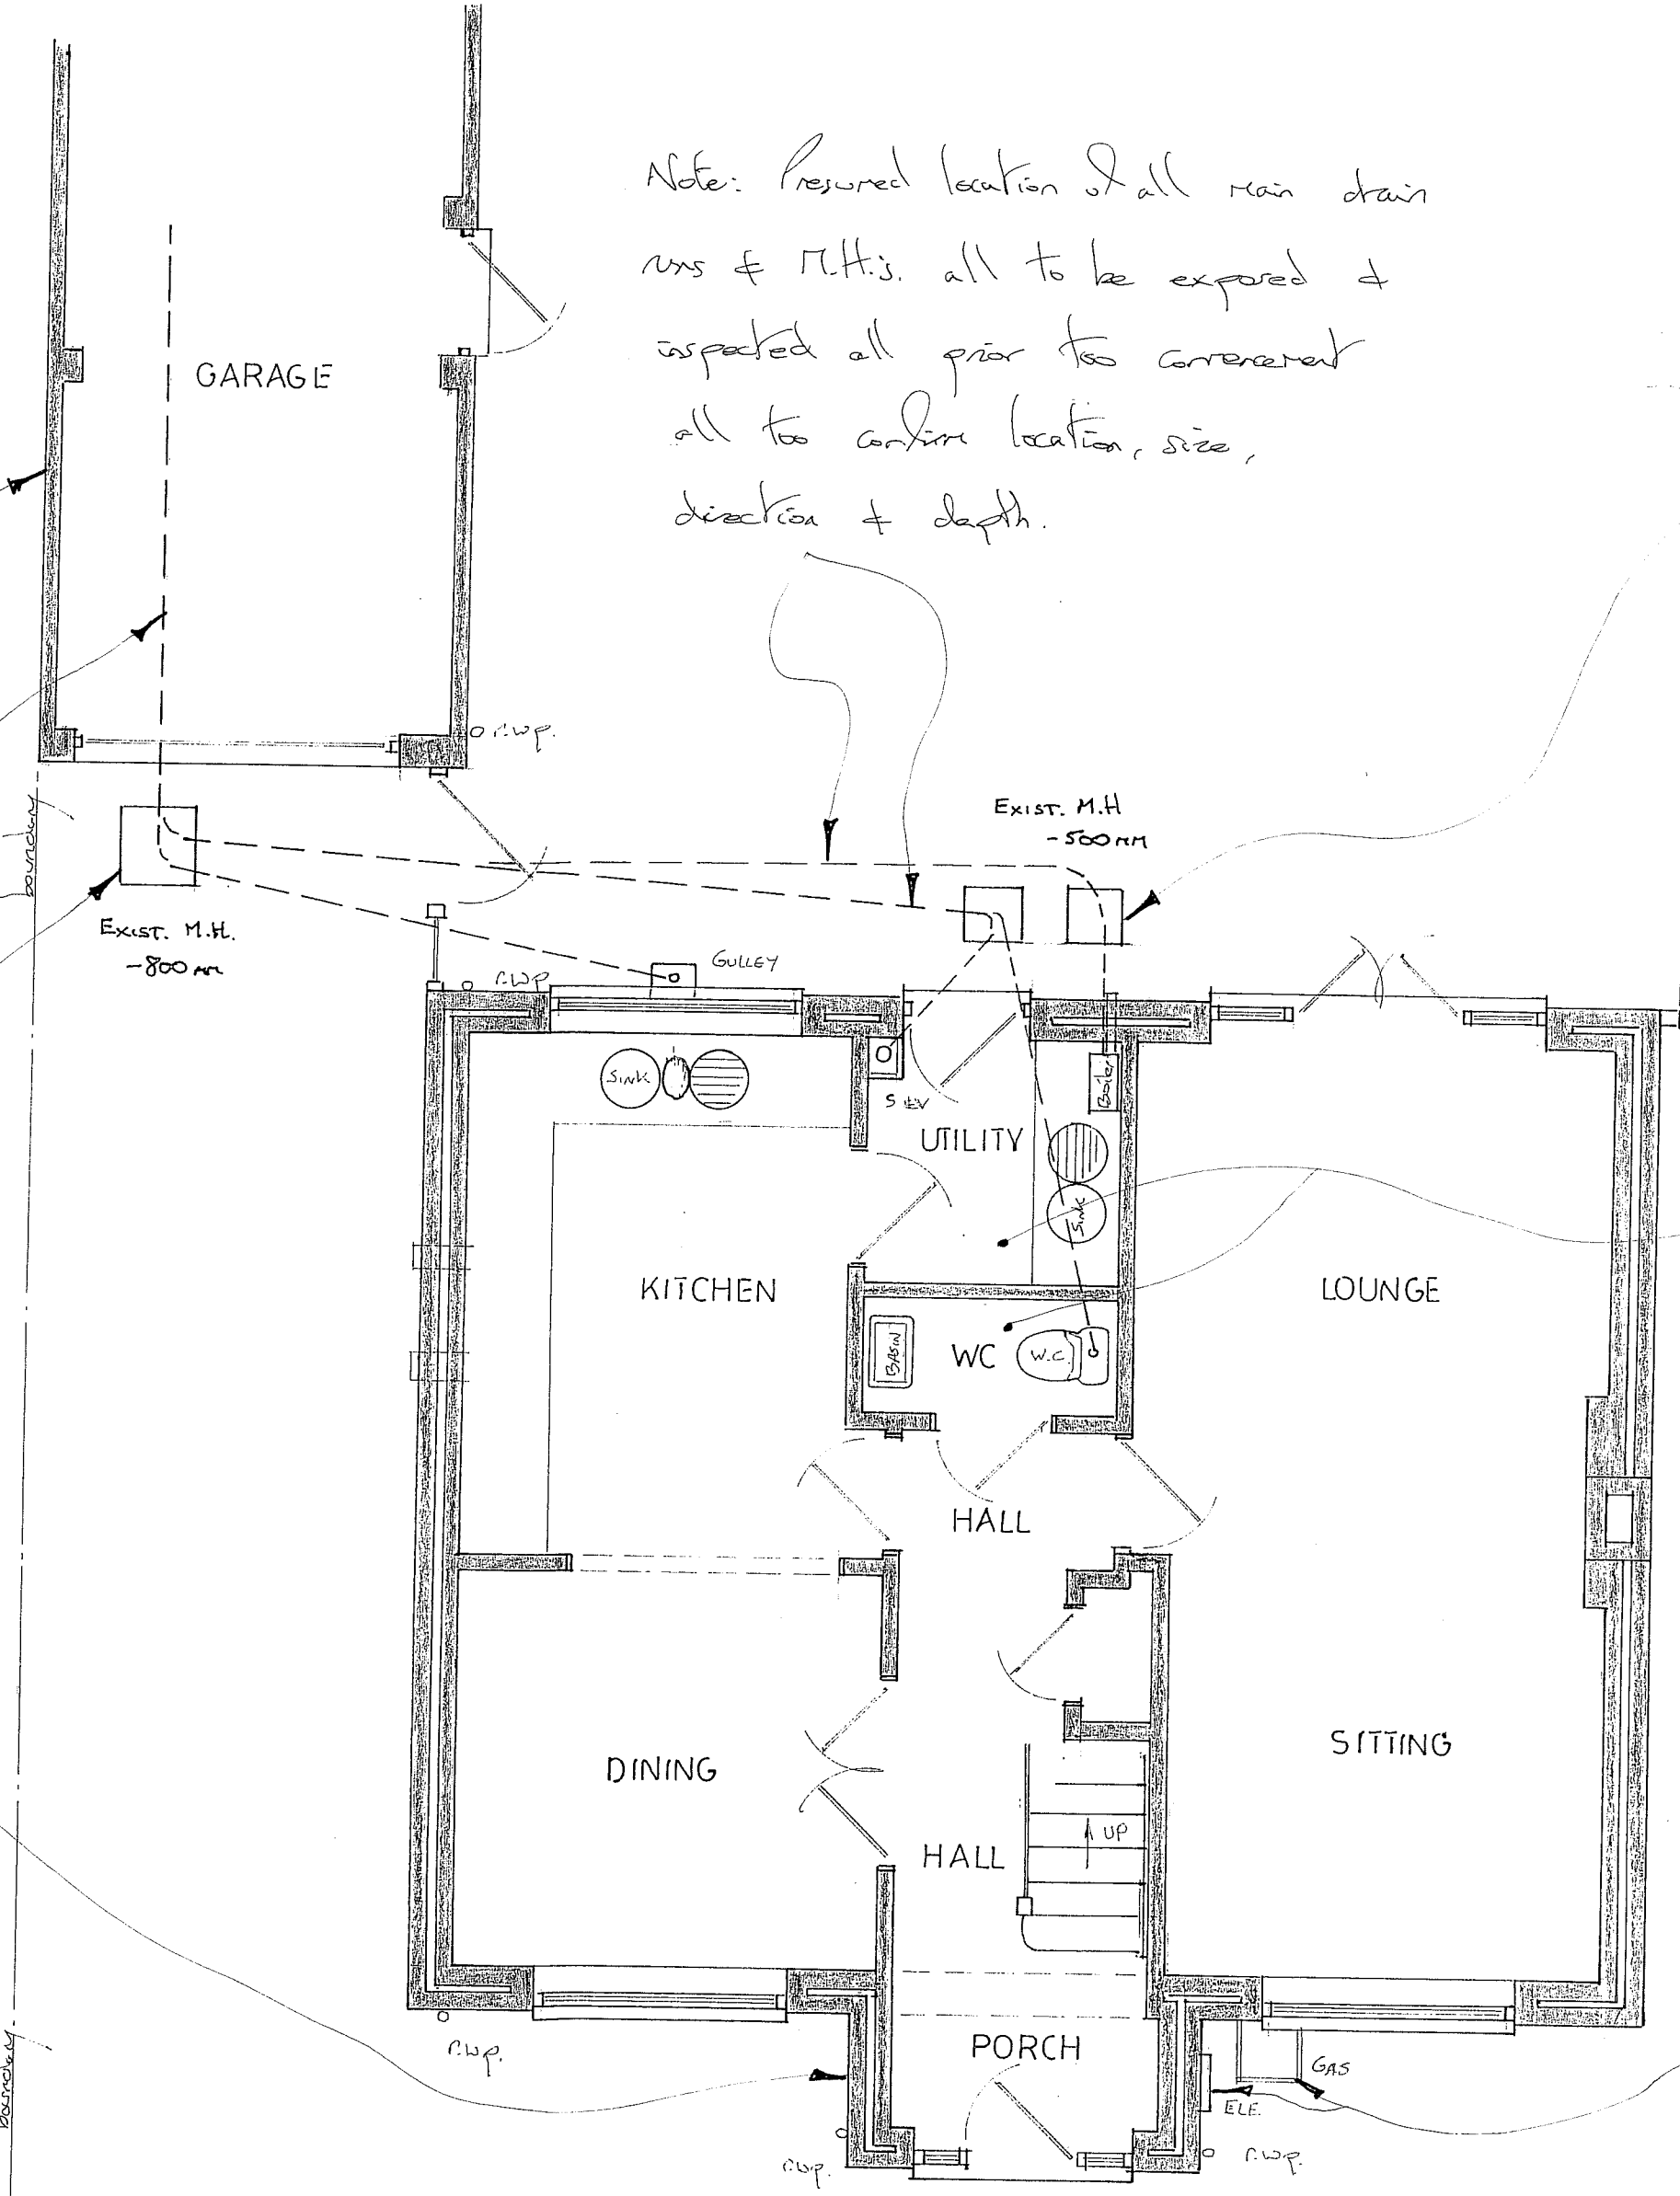 Note: Presumed location of all main drain
runs & M.H.'s. all to be exposed &
inspected all prior too commencement
all too confirm location, size,
direction & depth.
GARAGE
r.w.p.
boundary
EXIST. M.H
-500mm
EXIST. M.H.
-800mm
GULLEY
r.w.p
SINK
Boiler
UTILITY
SINK
KITCHEN
LOUNGE
BASIN
WC
W.C.
HALL
DINING
SITTING
UP
HALL
boundary
r.w.p.
PORCH
GAS
ELE
r.w.p.
r.w.p.